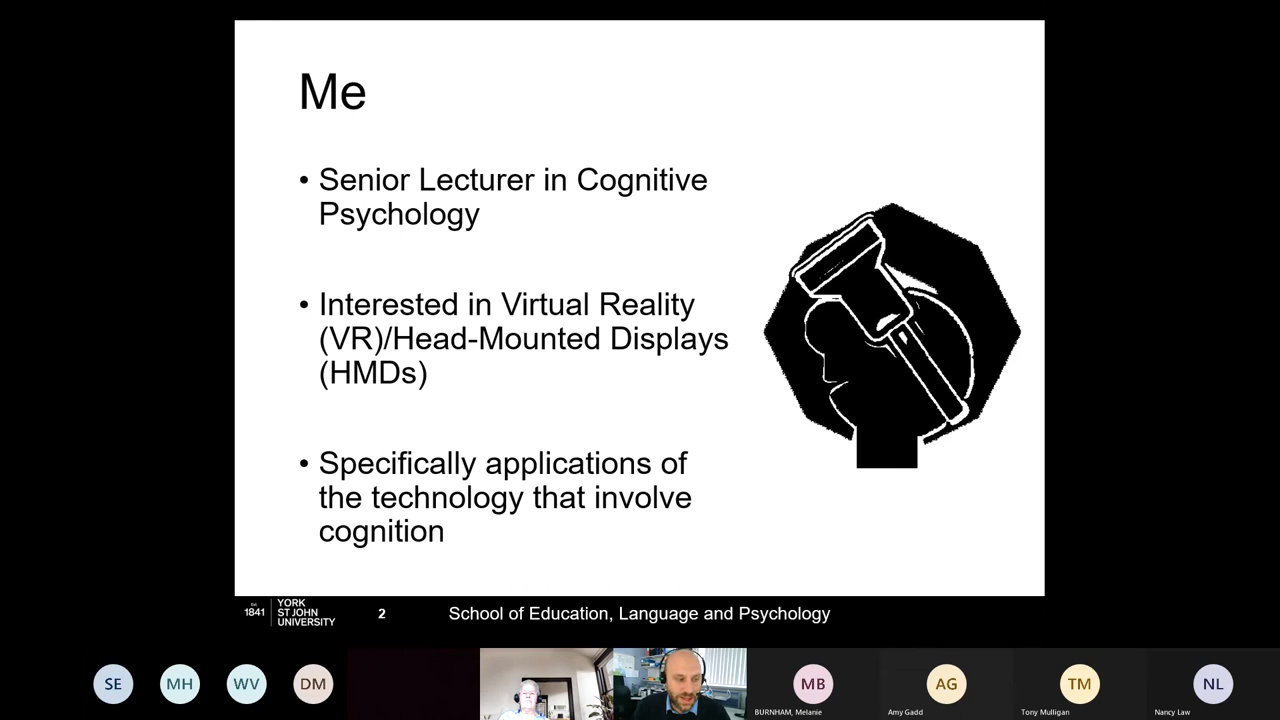 Me
• Senior Lecturer in Cognitive
Psychology
• Interested in Virtual Reality
(VR)/Head-Mounted Displays
(HMDs)
• Specifically applications of
the technology that involve
cognition
Est.
1841
YORK
ST JOHN
UNIVERSITY
2
School of Education, Language and Psychology
SE
MH
WV
DM
MB
AG
TM
NL
BURNHAM, Melanie
Amy Gadd
Tony Mulligan
Nancy Law